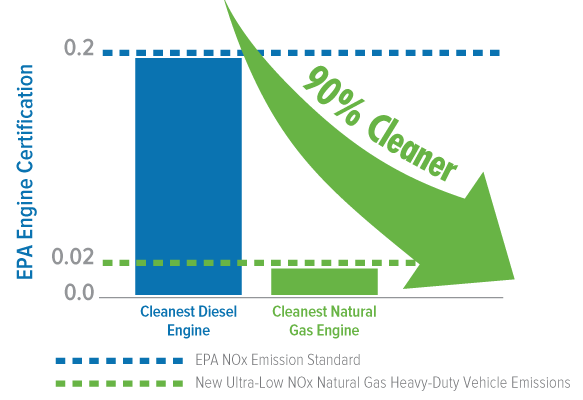 EPA Engine Certification
0.2
90% Cleaner
0.02
0.0
Cleanest Diesel
Engine
Cleanest Natural
Gas Engine
EPA NOx Emission Standard
New Ultra-Low NOx Natural Gas Heavy-Duty Vehicle Emissions